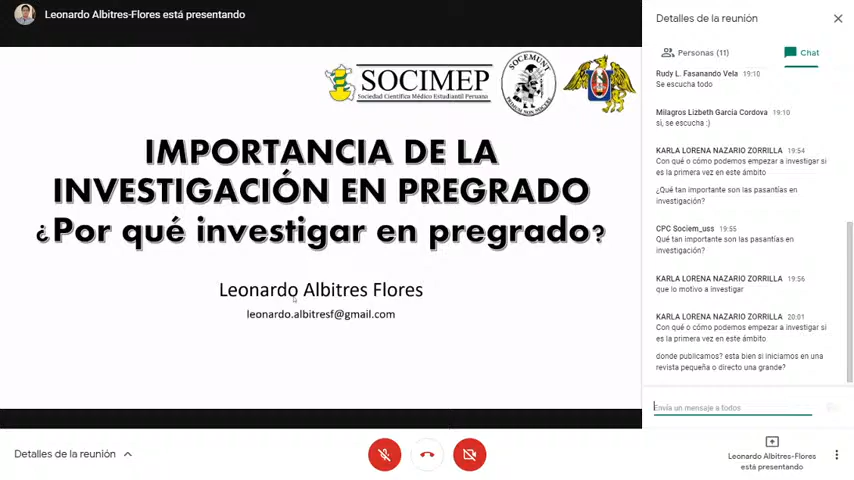 Leonardo Albitres-Flores está presentando
SOCIMEP
Sociedad Científica Médico Estudiantil Peruana
SOCEMUNT
PRIMUM NON NOCERE
IMPORTANCIA DE LA
INVESTIGACIÓN EN PREGRADO
¿Por qué investigar en pregrado?
Leonardo Albitres Flores
leonardo.albitresf@gmail.com
Detalles de la reunión
Personas (11)
Chat
Rudy L. Fasanando Vela 19:10
Se escucha todo
Milagros Lizbeth Garcia Cordova 19:10
si, se escucha :)
KARLA LORENA NAZARIO ZORRILLA 19:54
Con qué o cómo podemos empezar a investigar si
es la primera vez en este ámbito
¿Qué tan importante son las pasantías en
investigación?
CPC Sociem_uss 19:55
Qué tan importante son las pasantías en
investigación?
KARLA LORENA NAZARIO ZORRILLA 19:56
que lo motivo a investigar
KARLA LORENA NAZARIO ZORRILLA 20:01
Con qué o cómo podemos empezar a investigar si
es la primera vez en este ámbito
donde publicamos? esta bien si iniciamos en una
revista pequeña o directo una grande?
Envía un mensaje a todos
Detalles de la reunión
Leonardo Albitres-Flores
está presentando